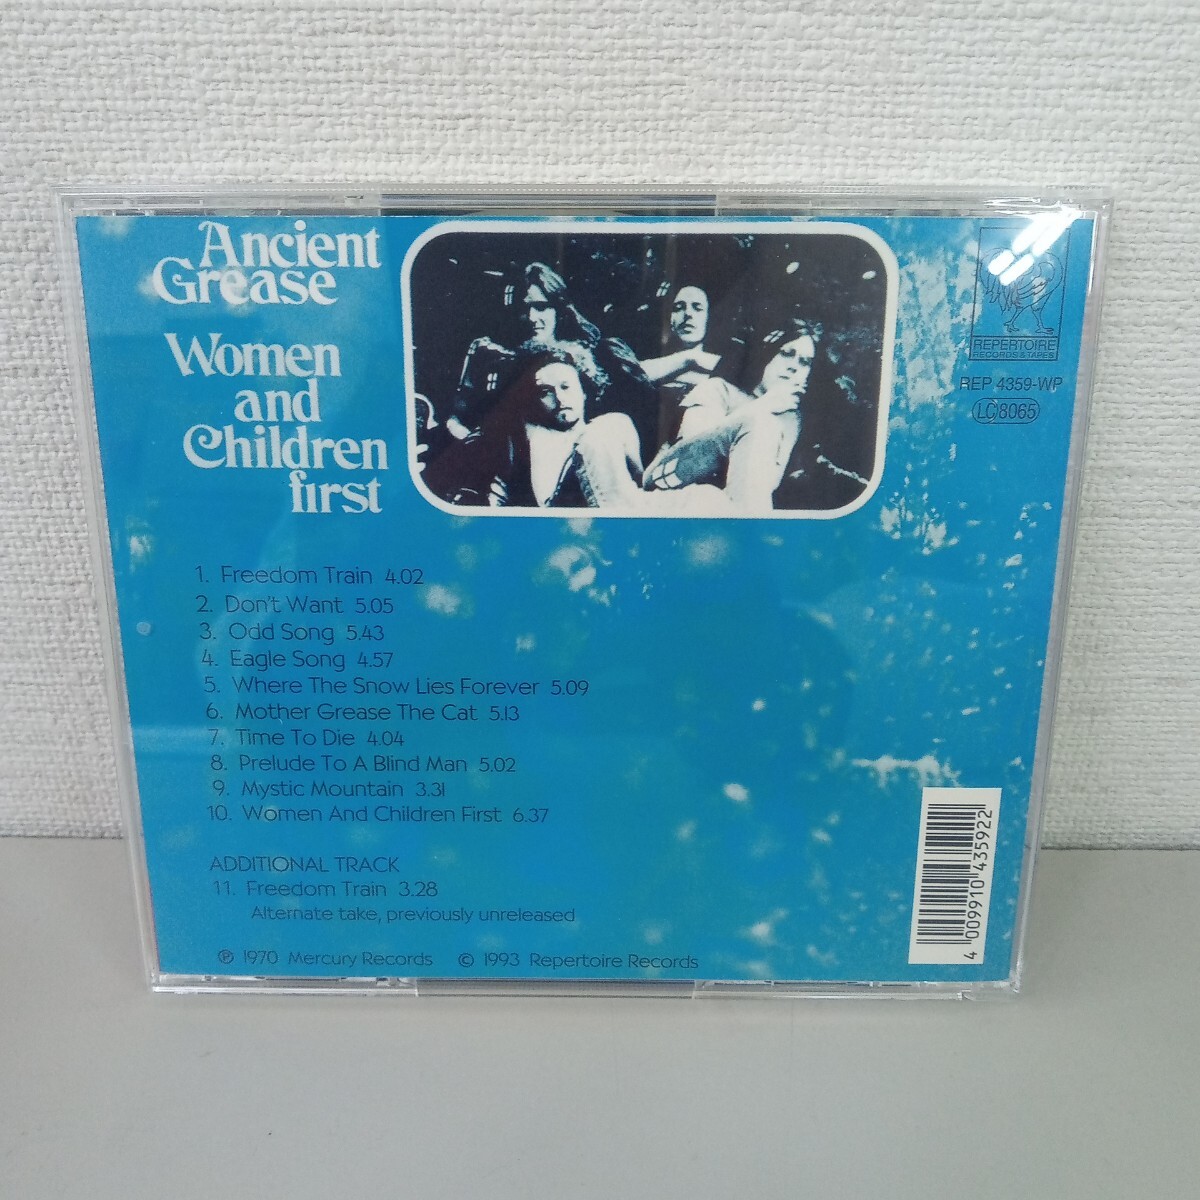 Ancient
Grease
Women
and
Children
first
REPERTOIRE
RECORDS & TAPES
REP 4359-WP
LC 8065
1. Freedom Train 4.02
2. Don't Want 5.05
3. Odd Song 5.43
4. Eagle Song 4.57
5. Where The Snow Lies Forever 5.09
6. Mother Grease The Cat 5.13
7. Time To Die 4.04
8. Prelude To A Blind Man 5.02
9. Mystic Mountain 3.31
10. Women And Children First 6.37
ADDITIONAL TRACK
11. Freedom Train 3.28
Alternate take, previously unreleased
℗ 1970 Mercury Records © 1993 Repertoire Records
4 009910 435922